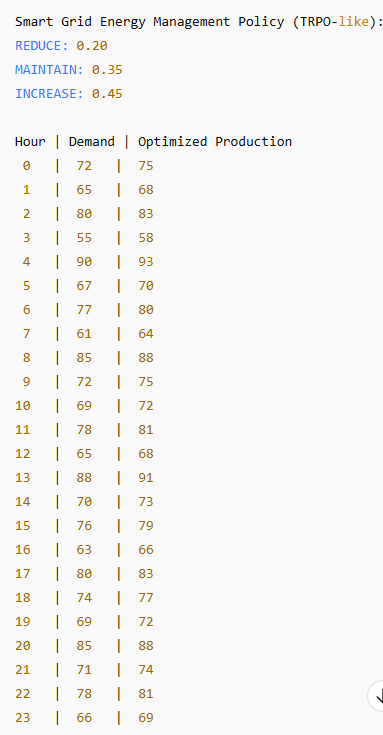 Smart Grid Energy Management Policy (TRPO-like):
REDUCE: 0.20
MAINTAIN: 0.35
INCREASE: 0.45
Hour | Demand | Optimized Production
0 | 72 | 75
1 | 65 | 68
2 | 80 | 83
3 | 55 | 58
4 | 90 | 93
5 | 67 | 70
6 | 77 | 80
7 | 61 | 64
8 | 85 | 88
9 | 72 | 75
10 | 69 | 72
11 | 78 | 81
12 | 65 | 68
13 | 88 | 91
14 | 70 | 73
15 | 76 | 79
16 | 63 | 66
17 | 80 | 83
18 | 74 | 77
19 | 69 | 72
20 | 85 | 88
21 | 71 | 74
22 | 78 | 81
23 | 66 | 69